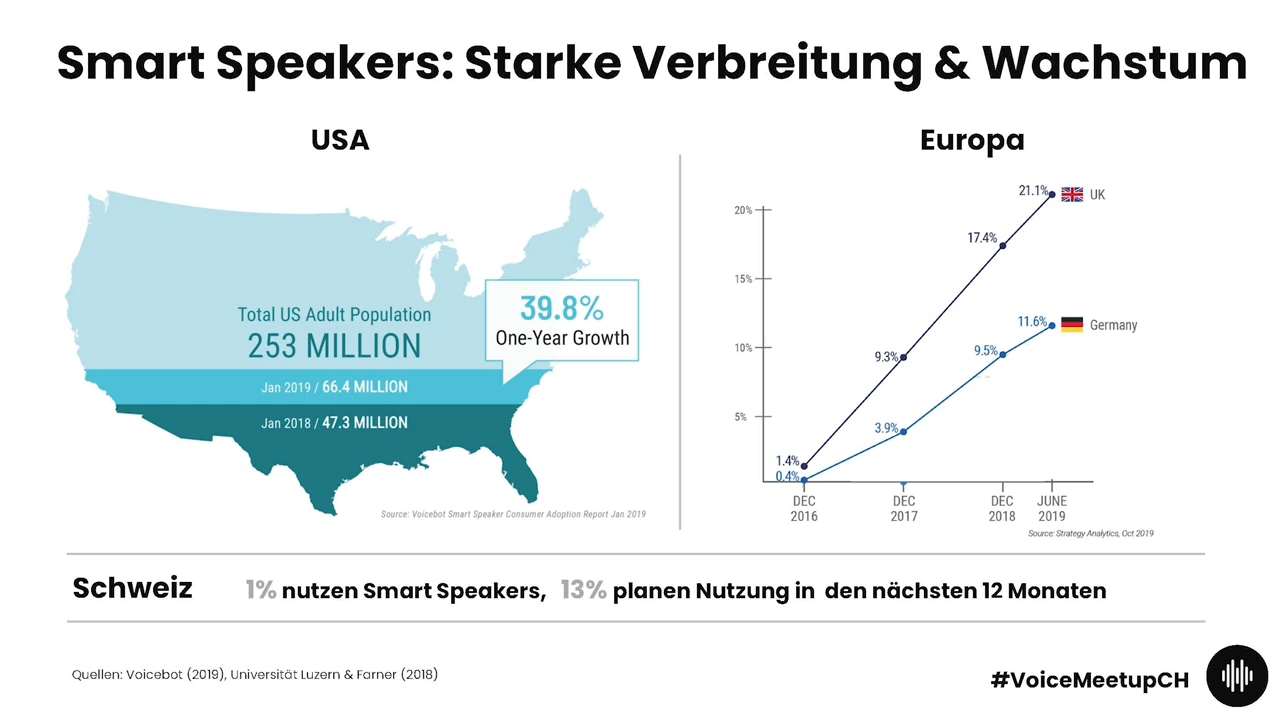 Smart Speakers: Starke Verbreitung & Wachstum
USA
Total US Adult Population
253 MILLION
39.8%
One-Year Growth
Jan 2019 / 66.4 MILLION
Jan 2018 / 47.3 MILLION
Source: Voicebot Smart Speaker Consumer Adoption Report Jan 2019
Europa
20%
15%
10%
5%
21.1%
UK
17.4%
11.6%
Germany
9.3%
9.5%
3.9%
1.4%
0.4%
DEC
2016
DEC
2017
DEC
2018
JUNE
2019
Source: Strategy Analytics, Oct 2019
Schweiz 1% nutzen Smart Speakers, 13% planen Nutzung in den nächsten 12 Monaten
Quellen: Voicebot (2019), Universität Luzern & Farner (2018)
#VoiceMeetupCH